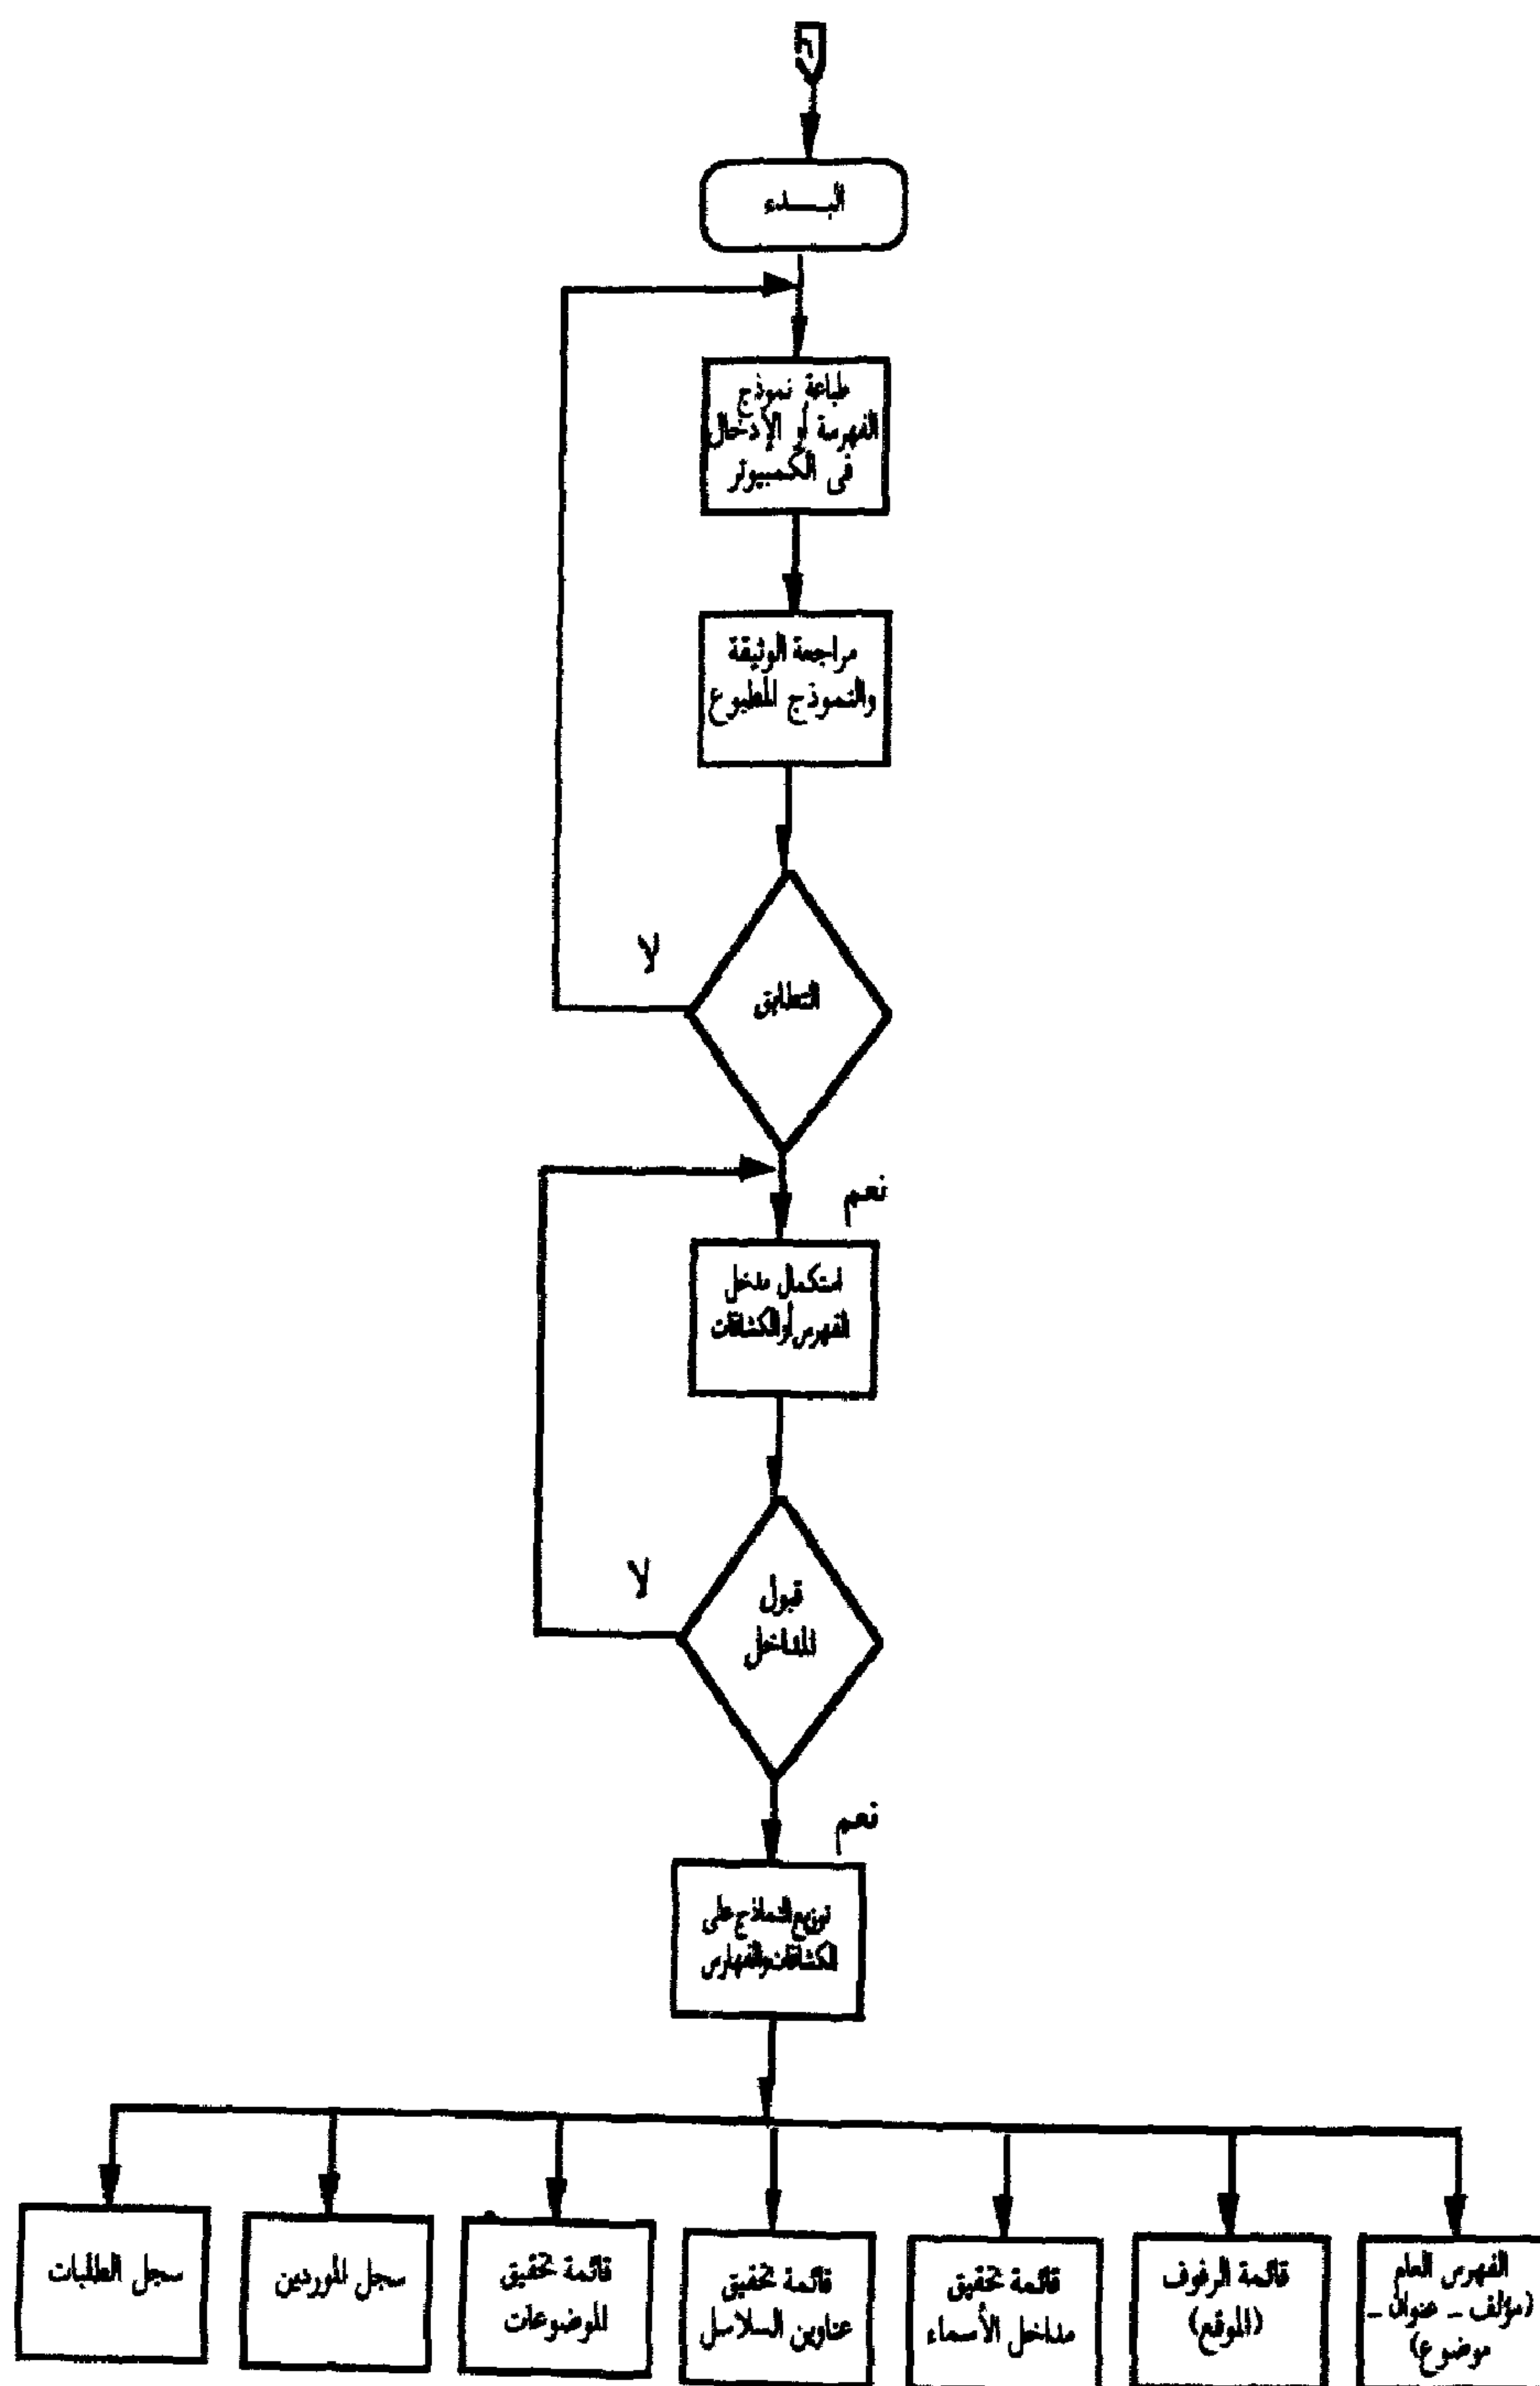 البدء
طباعة نموذج
الفهرسة أو الإدخال
فى الكمبيوتر
مراجعة الوثيقة
والنموذج المطبوع
التطابق
لا
نعم
استكمال مدخل
الفهرس أو الكشافات
قبول
المداخل
لا
نعم
توزيع النماذج على
الكشافات والفهارس
الفهرس العام
(مؤلف - عنوان -
موضوع)
قائمة الرفوف
(الموقع)
قائمة تحقيق
مداخل الأسماء
قائمة تحقيق
عناوين السلاسل
قائمة تحقيق
الموضوعات
سجل الموردين
سجل الطلبات